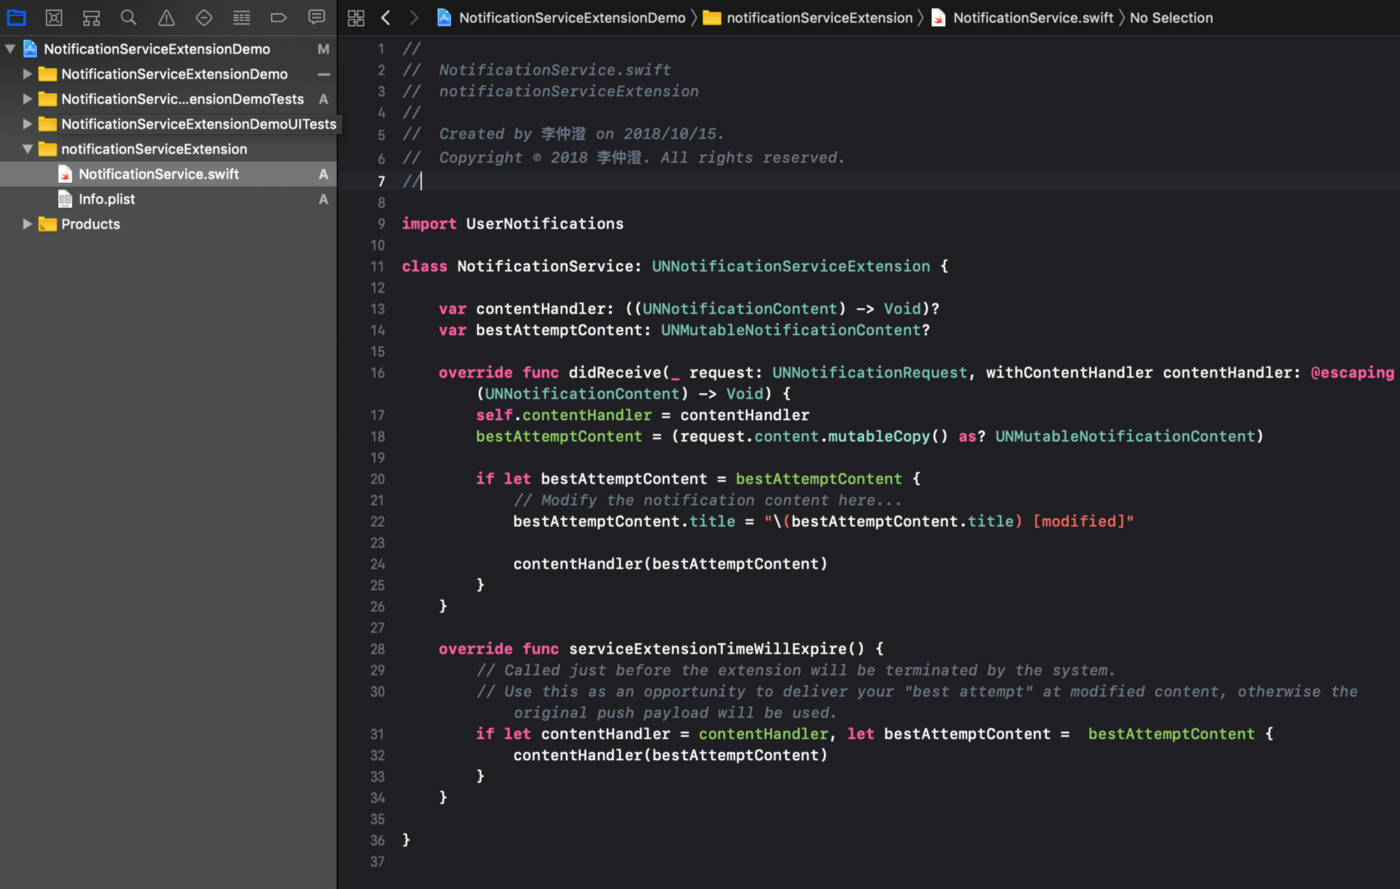 NotificationServiceExtensionDemo M
NotificationServiceExtensionDemo —
NotificationServic...ensionDemoTests A
NotificationServiceExtensionDemoUITests
notificationServiceExtension
NotificationService.swift A
Info.plist A
Products
NotificationServiceExtensionDemo 〉 notificationServiceExtension 〉 NotificationService.swift 〉 No Selection
1 //
2 //  NotificationService.swift
3 //  notificationServiceExtension
4 //
5 //  Created by 李仲澄 on 2018/10/15.
6 //  Copyright © 2018 李仲澄. All rights reserved.
7 //
8
9 import UserNotifications
10
11 class NotificationService: UNNotificationServiceExtension {
12
13     var contentHandler: ((UNNotificationContent) -> Void)?
14     var bestAttemptContent: UNMutableNotificationContent?
15
16     override func didReceive(_ request: UNNotificationRequest, withContentHandler contentHandler: @escaping
(UNNotificationContent) -> Void) {
17         self.contentHandler = contentHandler
18         bestAttemptContent = (request.content.mutableCopy() as? UNMutableNotificationContent)
19
20         if let bestAttemptContent = bestAttemptContent {
21             // Modify the notification content here...
22             bestAttemptContent.title = "\(bestAttemptContent.title) [modified]"
23
24             contentHandler(bestAttemptContent)
25         }
26     }
27
28     override func serviceExtensionTimeWillExpire() {
29         // Called just before the extension will be terminated by the system.
30         // Use this as an opportunity to deliver your "best attempt" at modified content, otherwise the
original push payload will be used.
31         if let contentHandler = contentHandler, let bestAttemptContent =  bestAttemptContent {
32             contentHandler(bestAttemptContent)
33         }
34     }
35
36 }
37